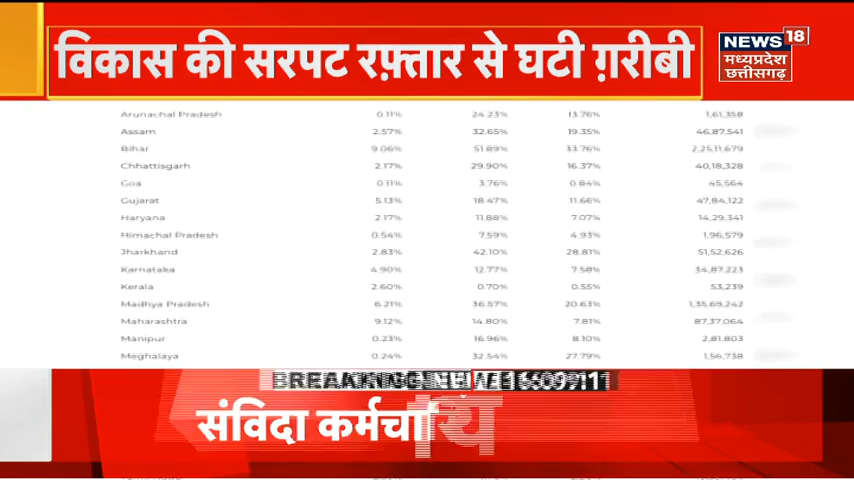 विकास की सरपट रफ़्तार से घटी ग़रीबी
NEWS 18
मध्यप्रदेश
छत्तीसगढ़
Arunachal Pradesh 0.11% 24.23% 13.76% 1,61,358
Assam 2.57% 32.65% 19.35% 46,87,541
Bihar 9.06% 51.89% 33.76% 2,25,11,679
Chhattisgarh 2.17% 29.90% 16.37% 40,18,328
Goa 0.11% 3.76% 0.84% 45,564
Gujarat 5.13% 18.47% 11.66% 47,84,122
Haryana 2.17% 11.88% 7.07% 14,29,341
Himachal Pradesh 0.54% 7.59% 4.93% 1,96,579
Jharkhand 2.83% 42.10% 28.81% 51,52,626
Karnataka 4.90% 12.77% 7.58% 34,87,223
Kerala 2.60% 0.70% 0.55% 53,239
Madhya Pradesh 6.21% 36.57% 20.63% 1,35,69,242
Maharashtra 9.12% 14.80% 7.81% 87,37,064
Manipur 0.23% 16.96% 8.10% 2,81,803
Meghalaya 0.24% 32.54% 27.79% 1,56,738
संविदा